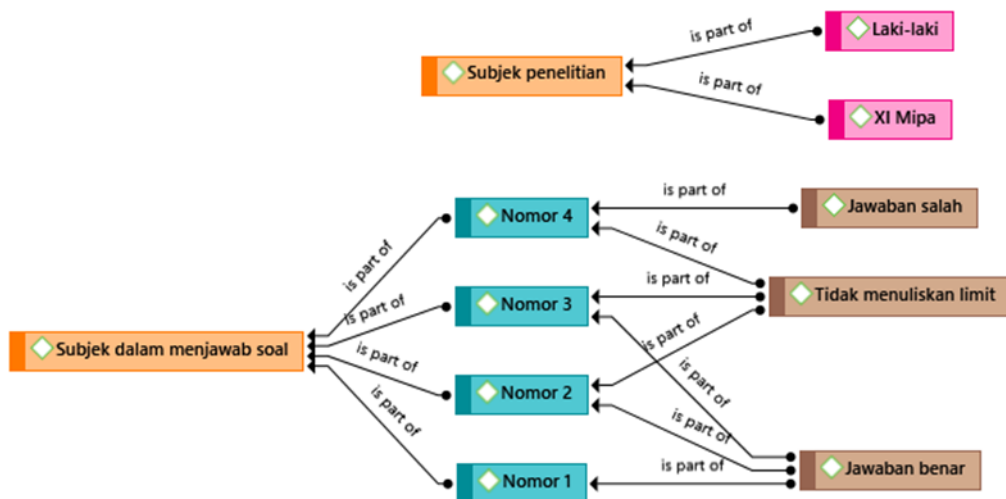 Laki-laki
is part of
Subjek penelitian
is part of
XI Mipa
is part of
Jawaban salah
Nomor 4
is part of
is part of
is part of
Tidak menuliskan limit
Nomor 3
is part of
is part of
Subjek dalam menjawab soal
is part of
is part of
Nomor 2
is part of
is part of
is part of
Jawaban benar
Nomor 1